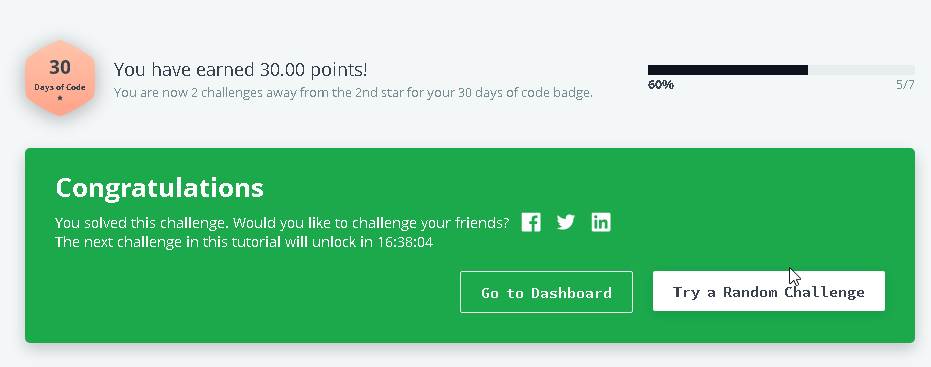 30
Days of Code
You have earned 30.00 points!
You are now 2 challenges away from the 2nd star for your 30 days of code badge.
60%
5/7
Congratulations
You solved this challenge. Would you like to challenge your friends?
The next challenge in this tutorial will unlock in 16:38:04
Go to Dashboard
Try a Random Challenge